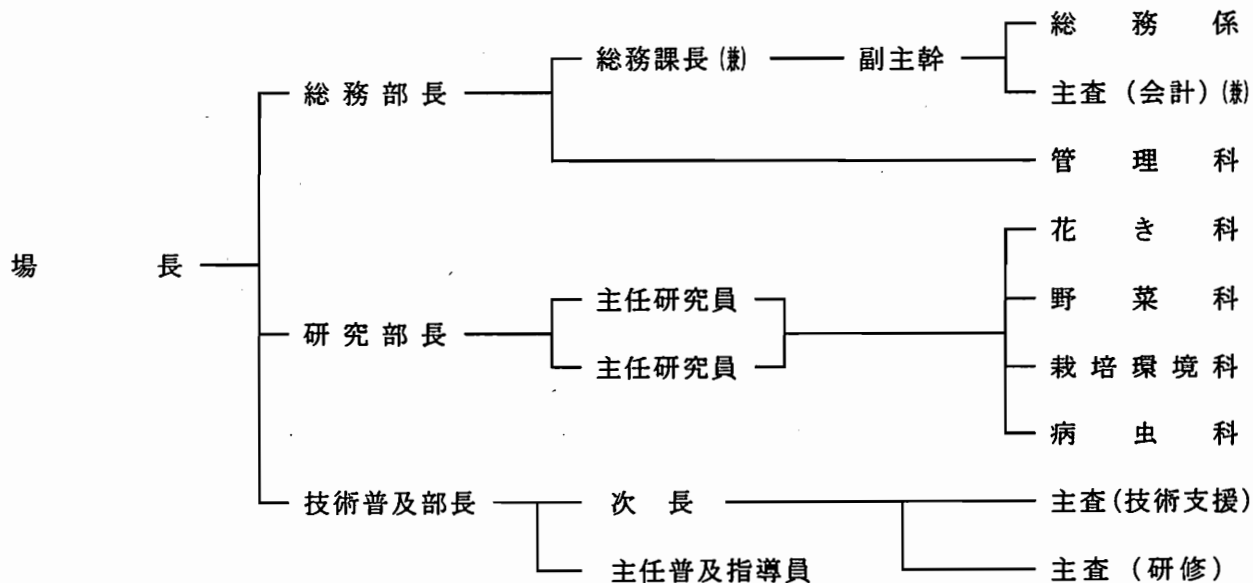 総務係
総務課長(兼) 副主幹
総務部長 主査(会計)(兼)
管理科
花き科
場長
主任研究員 野菜科
研究部長
主任研究員 栽培環境科
病虫科
技術普及部長 次長 主査(技術支援)
主任普及指導員 主査(研修)